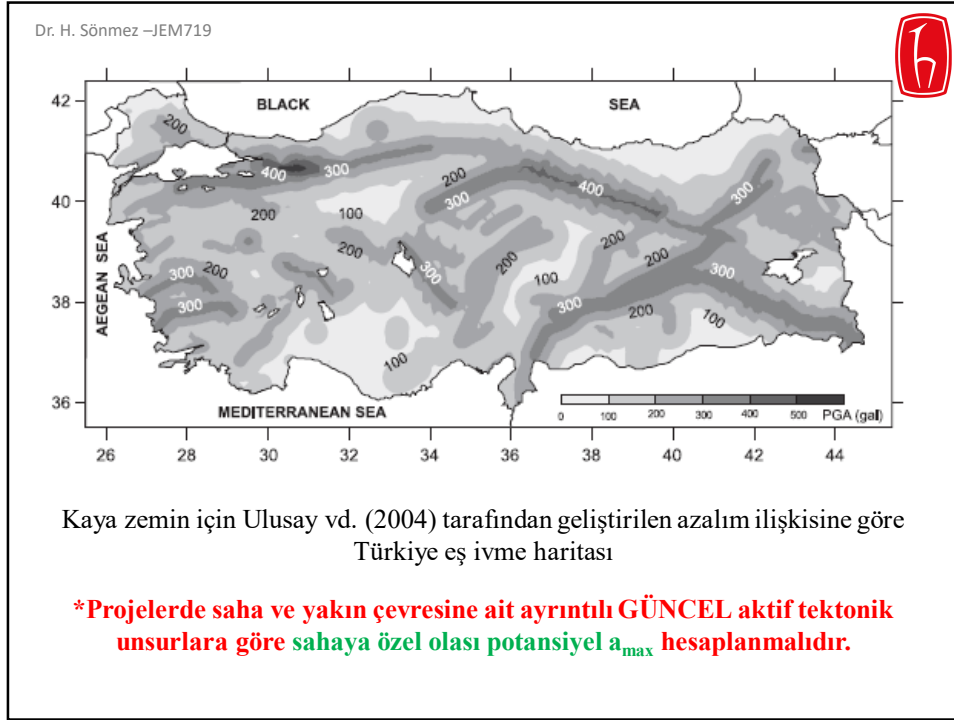 Dr. H. Sönmez –JEM719
42
BLACK
SEA
200
400
300
200
400
300
40
300
200
100
200
200
200
300
200
300
300
200
100
300
38
300
300
200
100
100
36
MEDITERRANEAN SEA
AEGEAN SEA
0 100 200 300 400 500 PGA (gal)
26 28 30 32 34 36 38 40 42 44
Kaya zemin için Ulusay vd. (2004) tarafından geliştirilen azalım ilişkisine göre
Türkiye eş ivme haritası
*Projelerde saha ve yakın çevresine ait ayrıntılı GÜNCEL aktif tektonik
unsurlara göre sahaya özel olası potansiyel amax hesaplanmalıdır.